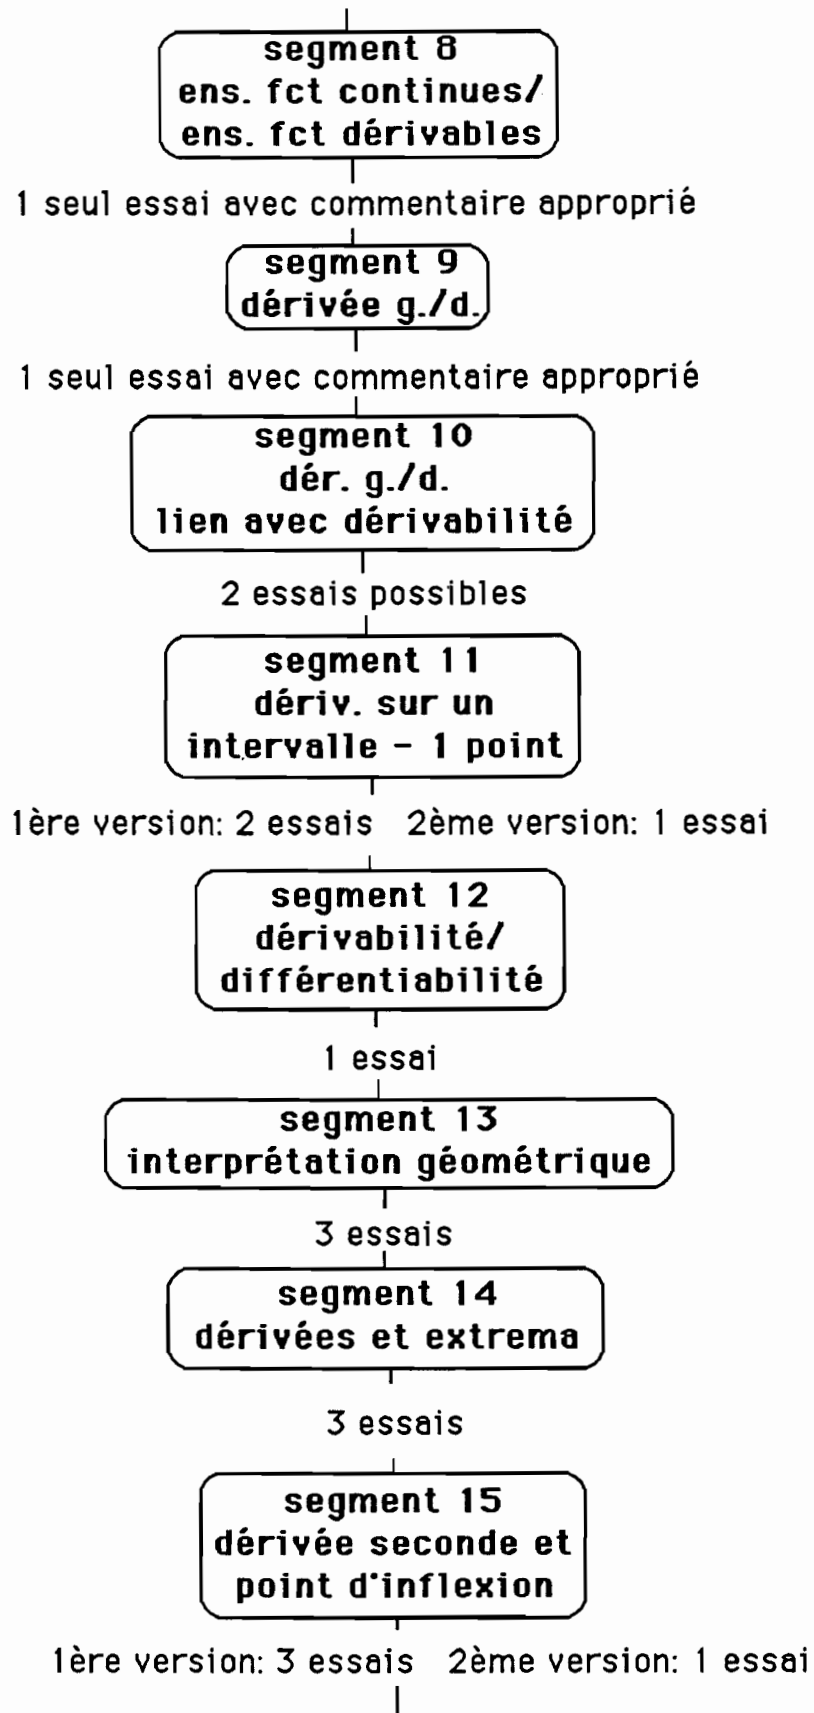 segment 8
ens. fct continues/
ens. fct dérivables
1 seul essai avec commentaire approprié
segment 9
dérivée g./d.
1 seul essai avec commentaire approprié
segment 10
dér. g./d.
lien avec dérivabilité
2 essais possibles
segment 11
dériv. sur un
intervalle - 1 point
1ère version: 2 essais 2ème version: 1 essai
segment 12
dérivabilité/
différentiabilité
1 essai
segment 13
interprétation géométrique
3 essais
segment 14
dérivées et extrema
3 essais
segment 15
dérivée seconde et
point d'inflexion
1ère version: 3 essais 2ème version: 1 essai